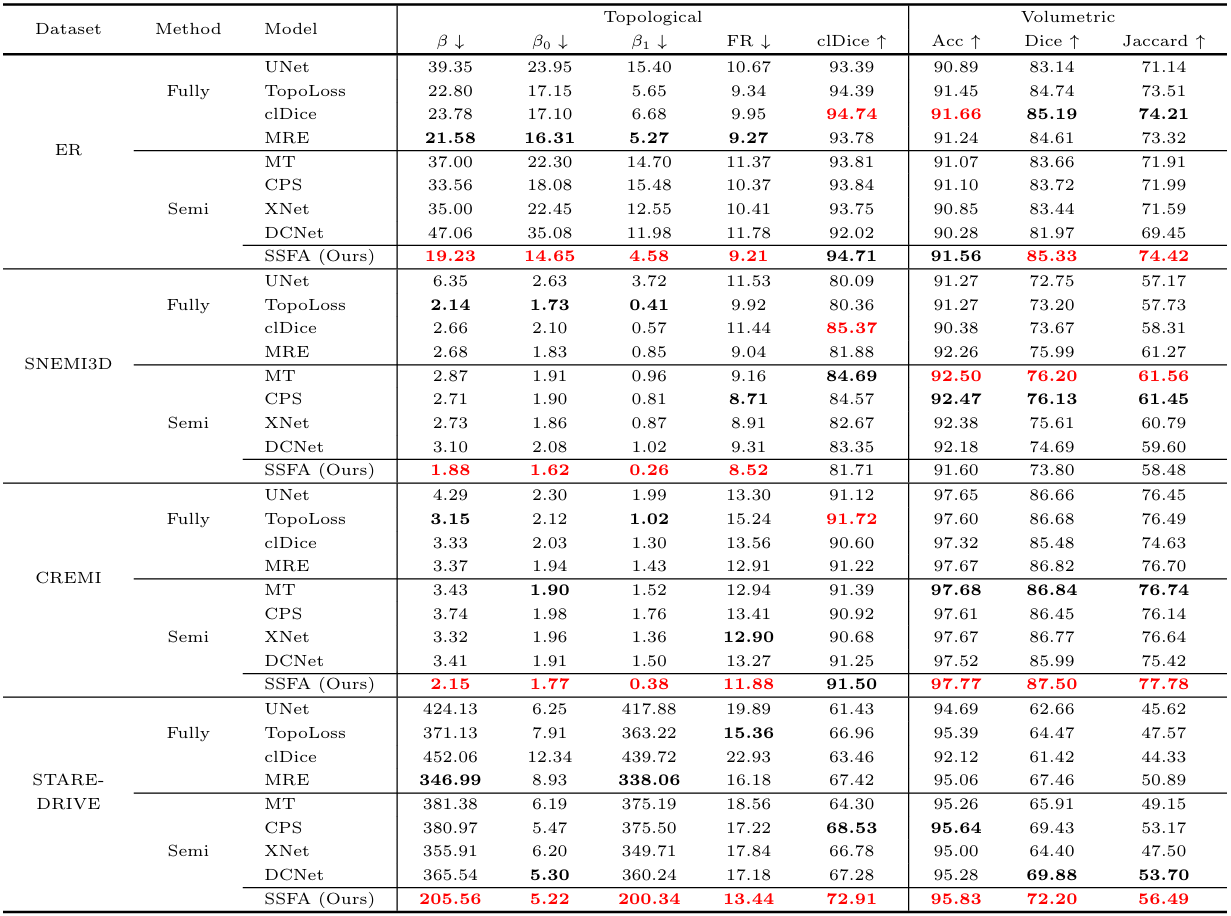 Dataset Method Model Topological Volumetric
β ↓ β₀ ↓ β₁ ↓ FR ↓ clDice ↑ Acc ↑ Dice ↑ Jaccard ↑
UNet 39.35 23.95 15.40 10.67 93.39 90.89 83.14 71.14
Fully TopoLoss 22.80 17.15 5.65 9.34 94.39 91.45 84.74 73.51
clDice 23.78 17.10 6.68 9.95 94.74 91.66 85.19 74.21
MRE 21.58 16.31 5.27 9.27 93.78 91.24 84.61 73.32
ER
MT 37.00 22.30 14.70 11.37 93.81 91.07 83.66 71.91
CPS 33.56 18.08 15.48 10.37 93.84 91.10 83.72 71.99
Semi XNet 35.00 22.45 12.55 10.41 93.75 90.85 83.44 71.59
DCNet 47.06 35.08 11.98 11.78 92.02 90.28 81.97 69.45
SSFA (Ours) 19.23 14.65 4.58 9.21 94.71 91.56 85.33 74.42
UNet 6.35 2.63 3.72 11.53 80.09 91.27 72.75 57.17
Fully TopoLoss 2.14 1.73 0.41 9.92 80.36 91.27 73.20 57.73
clDice 2.66 2.10 0.57 11.44 85.37 90.38 73.67 58.31
MRE 2.68 1.83 0.85 9.04 81.88 92.26 75.99 61.27
SNEMI3D
MT 2.87 1.91 0.96 9.16 84.69 92.50 76.20 61.56
CPS 2.71 1.90 0.81 8.71 84.57 92.47 76.13 61.45
Semi XNet 2.73 1.86 0.87 8.91 82.67 92.38 75.61 60.79
DCNet 3.10 2.08 1.02 9.31 83.35 92.18 74.69 59.60
SSFA (Ours) 1.88 1.62 0.26 8.52 81.71 91.60 73.80 58.48
UNet 4.29 2.30 1.99 13.30 91.12 97.65 86.66 76.45
Fully TopoLoss 3.15 2.12 1.02 15.24 91.72 97.60 86.68 76.49
clDice 3.33 2.03 1.30 13.56 90.60 97.32 85.48 74.63
MRE 3.37 1.94 1.43 12.91 91.22 97.67 86.82 76.70
CREMI
MT 3.43 1.90 1.52 12.94 91.39 97.68 86.84 76.74
CPS 3.74 1.98 1.76 13.41 90.92 97.61 86.45 76.14
Semi XNet 3.32 1.96 1.36 12.90 90.68 97.67 86.77 76.64
DCNet 3.41 1.91 1.50 13.27 91.25 97.52 85.99 75.42
SSFA (Ours) 2.15 1.77 0.38 11.88 91.50 97.77 87.50 77.78
UNet 424.13 6.25 417.88 19.89 61.43 94.69 62.66 45.62
Fully TopoLoss 371.13 7.91 363.22 15.36 66.96 95.39 64.47 47.57
clDice 452.06 12.34 439.72 22.93 63.46 92.12 61.42 44.33
STARE- MRE 346.99 8.93 338.06 16.18 67.42 95.06 67.46 50.89
DRIVE MT 381.38 6.19 375.19 18.56 64.30 95.26 65.91 49.15
CPS 380.97 5.47 375.50 17.22 68.53 95.64 69.43 53.17
Semi XNet 355.91 6.20 349.71 17.84 66.78 95.00 64.40 47.50
DCNet 365.54 5.30 360.24 17.18 67.28 95.28 69.88 53.70
SSFA (Ours) 205.56 5.22 200.34 13.44 72.91 95.83 72.20 56.49